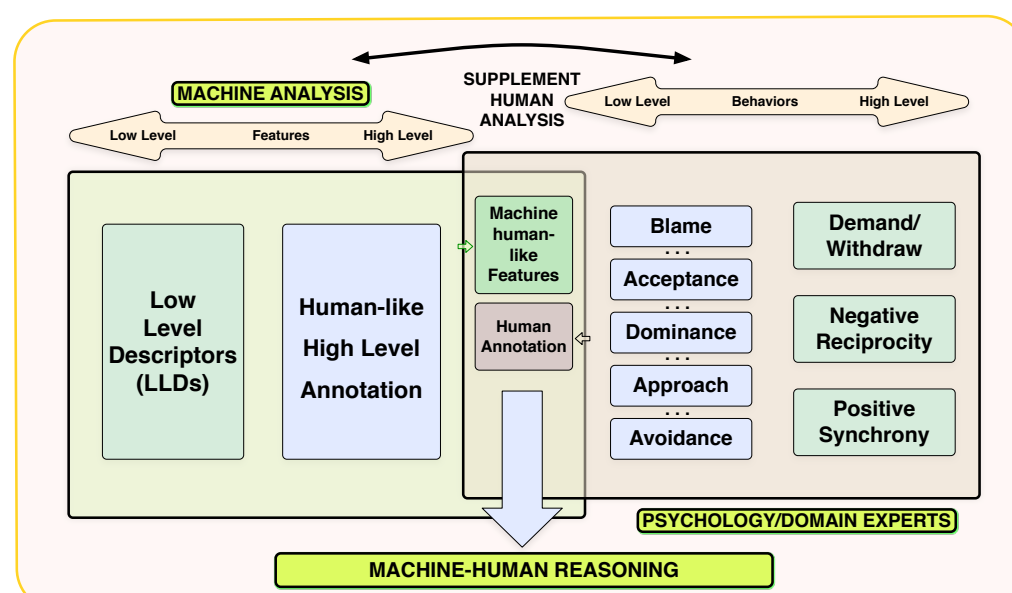 MACHINE ANALYSIS
SUPPLEMENT
HUMAN
ANALYSIS
Low Level Features High Level
Low Level Behaviors High Level
Low
Level
Descriptors
(LLDs)
Human-like
High Level
Annotation
Machine
human-
like
Features
Human
Annotation
Blame
...
Acceptance
...
Dominance
...
Approach
...
Avoidance
Demand/
Withdraw
Negative
Reciprocity
Positive
Synchrony
PSYCHOLOGY/DOMAIN EXPERTS
MACHINE-HUMAN REASONING